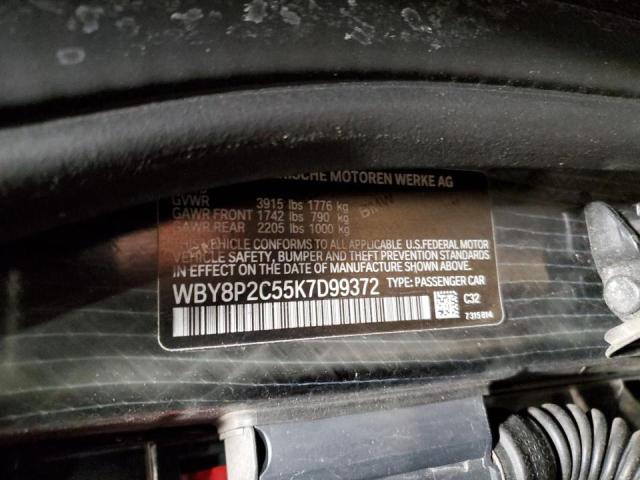 MOTOREN WERKE AG
GVWR 3915 lbs 1776 kg
GAWR FRONT 1742 lbs 790 kg
GAWR REAR 2205 lbs 1000 kg
THIS VEHICLE CONFORMS TO ALL APPLICABLE U.S. FEDERAL MOTOR
VEHICLE SAFETY, BUMPER AND THEFT PREVENTION STANDARDS
IN EFFECT ON THE DATE OF MANUFACTURE SHOWN ABOVE.
WBY8P2C55K7D99372 TYPE: PASSENGER CAR
C32
7315814